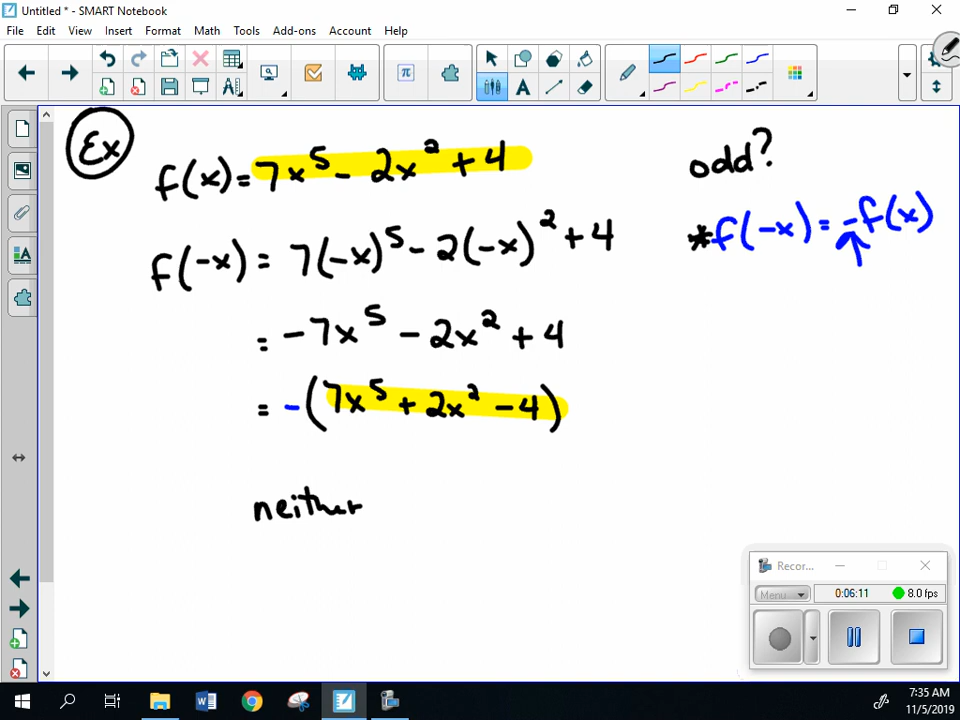 Untitled * - SMART Notebook
File Edit View Insert Format Math Tools Add-ons Account Help
Ex
f(x) = 7x⁵ - 2x² + 4
odd?
f(-x) = 7(-x)⁵ - 2(-x)² + 4
*f(-x) = -f(x)
= -7x⁵ - 2x² + 4
= -(7x⁵ + 2x² - 4)
neither
Recor...
Menu 0:06:11 8.0 fps
7:35 AM
11/5/2019